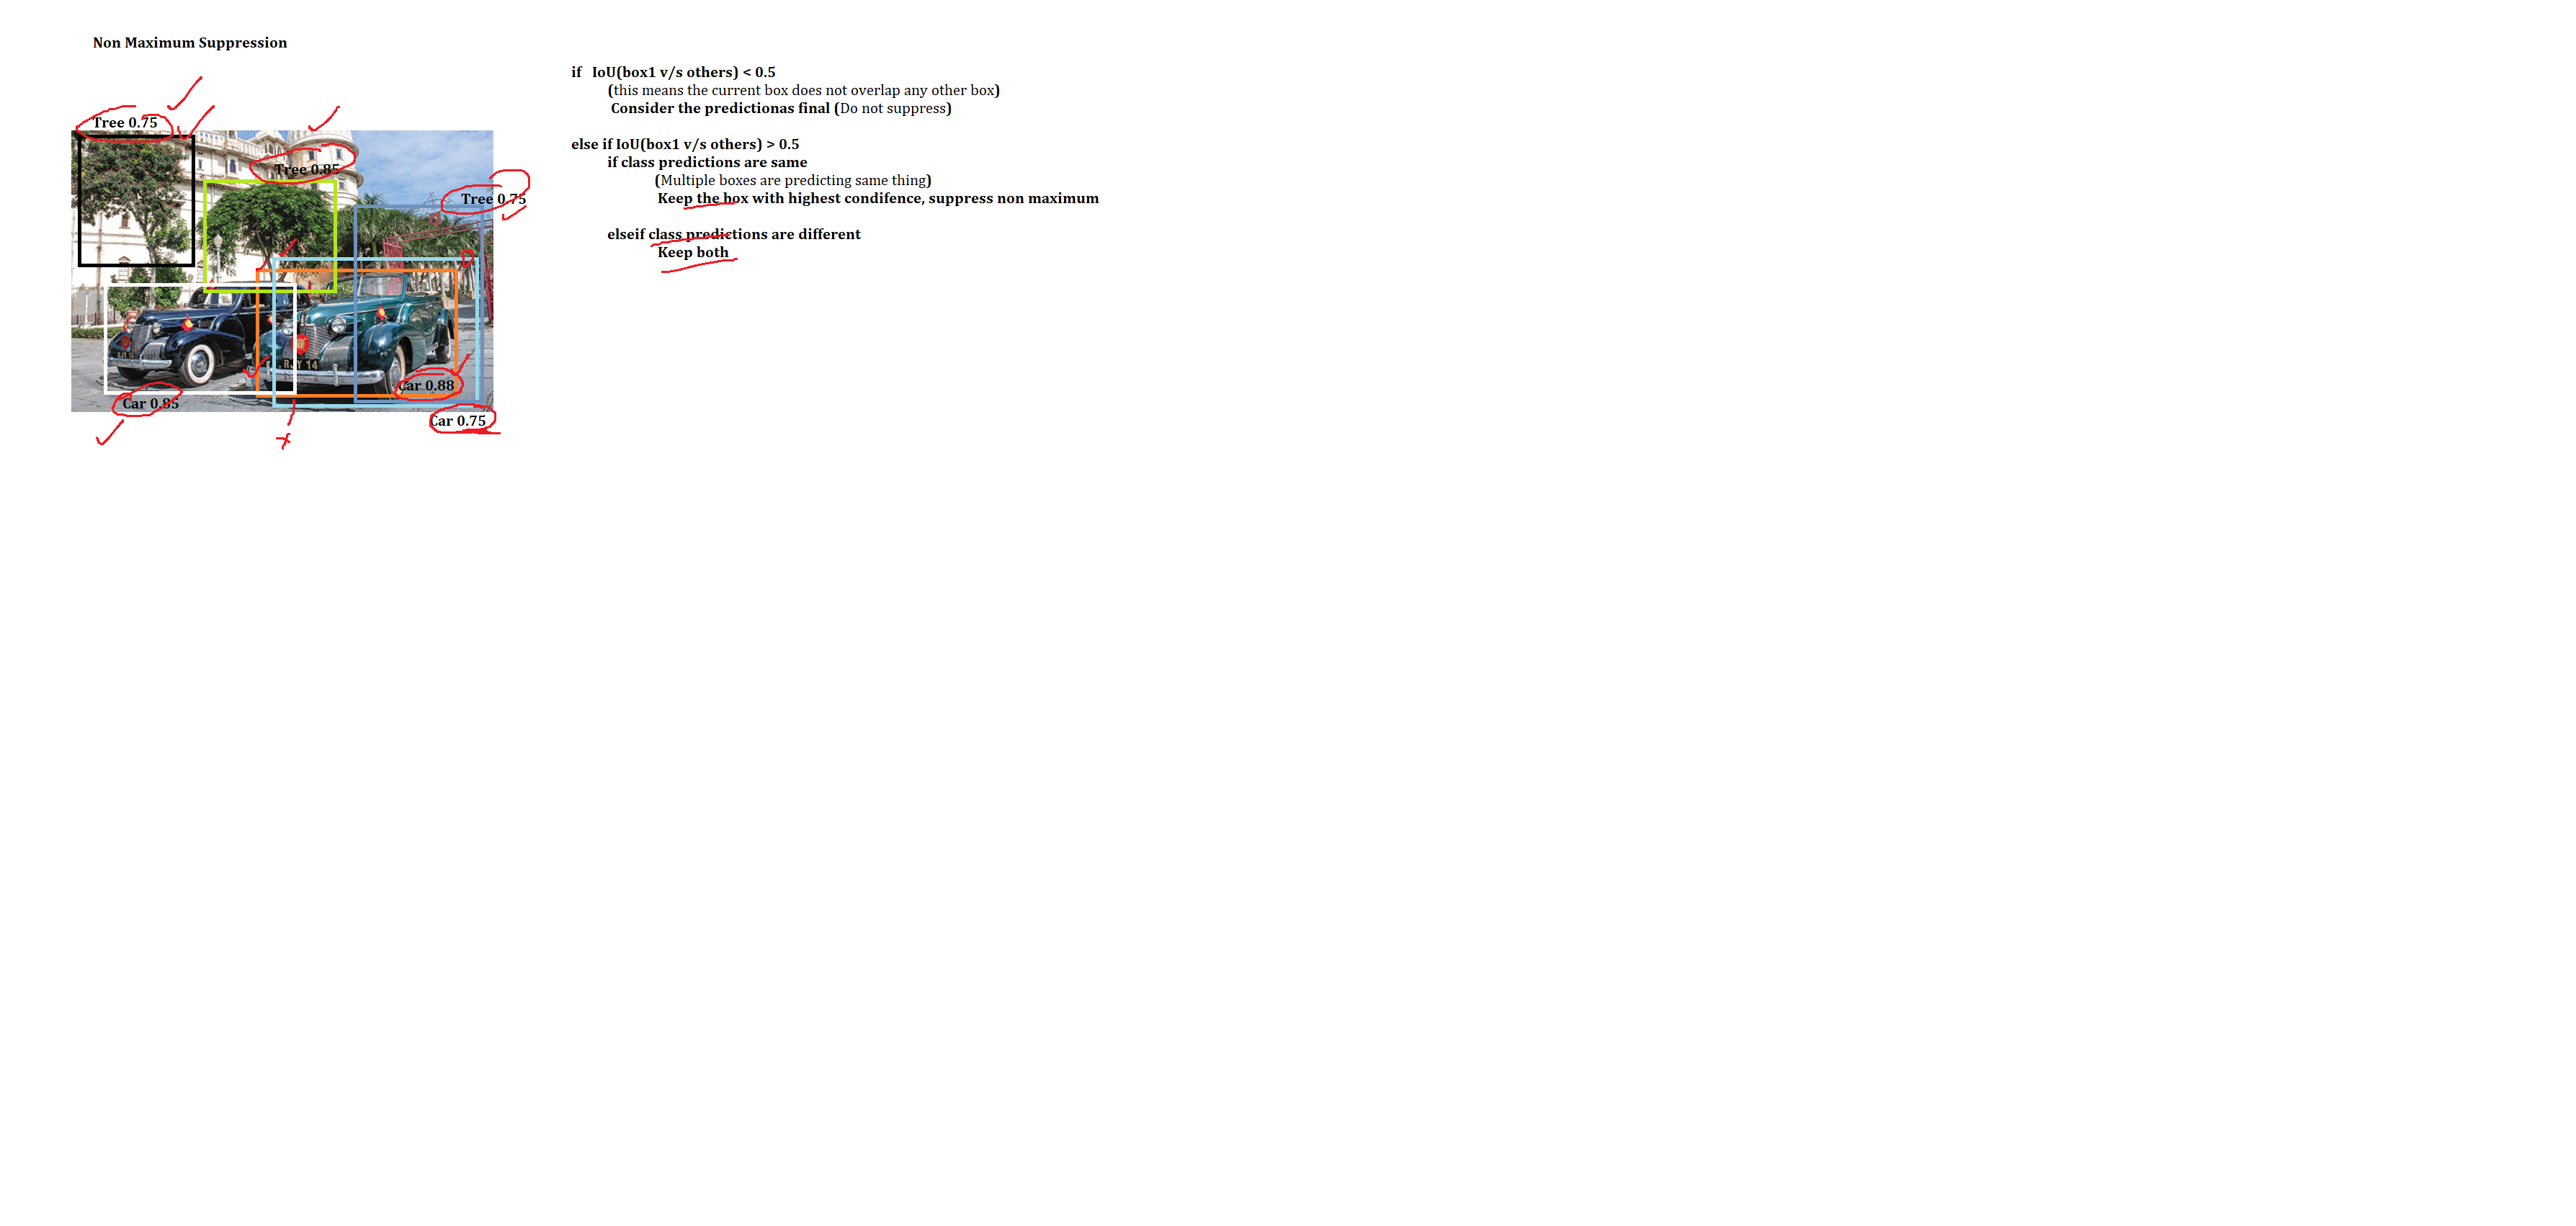 Non Maximum Suppression
Tree 0.75
Tree 0.85
Tree 0.75
Car 0.88
Car 0.85
Car 0.75
if IoU(box1 v/s others) < 0.5
(this means the current box does not overlap any other box)
Consider the predictionas final (Do not suppress)
else if IoU(box1 v/s others) > 0.5
if class predictions are same
(Multiple boxes are predicting same thing)
Keep the box with highest condifence, suppress non maximum
elseif class predictions are different
Keep both